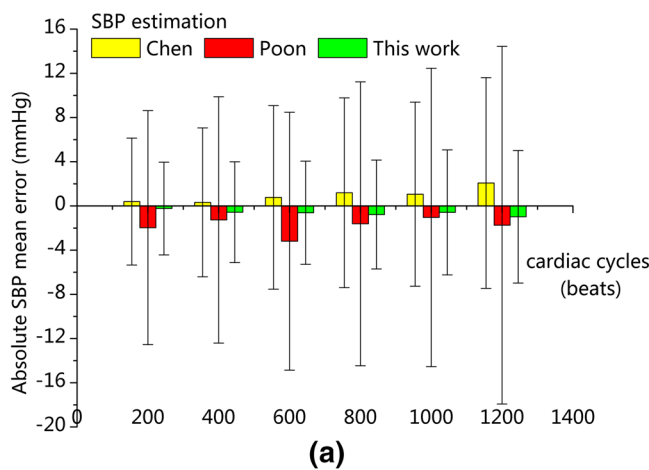 SBP estimation
Chen Poon This work
Absolute SBP mean error (mmHg)
16
12
8
4
0
-4
-8
-12
-16
-20
cardiac cycles
(beats)
0 200 400 600 800 1000 1200 1400
(a)